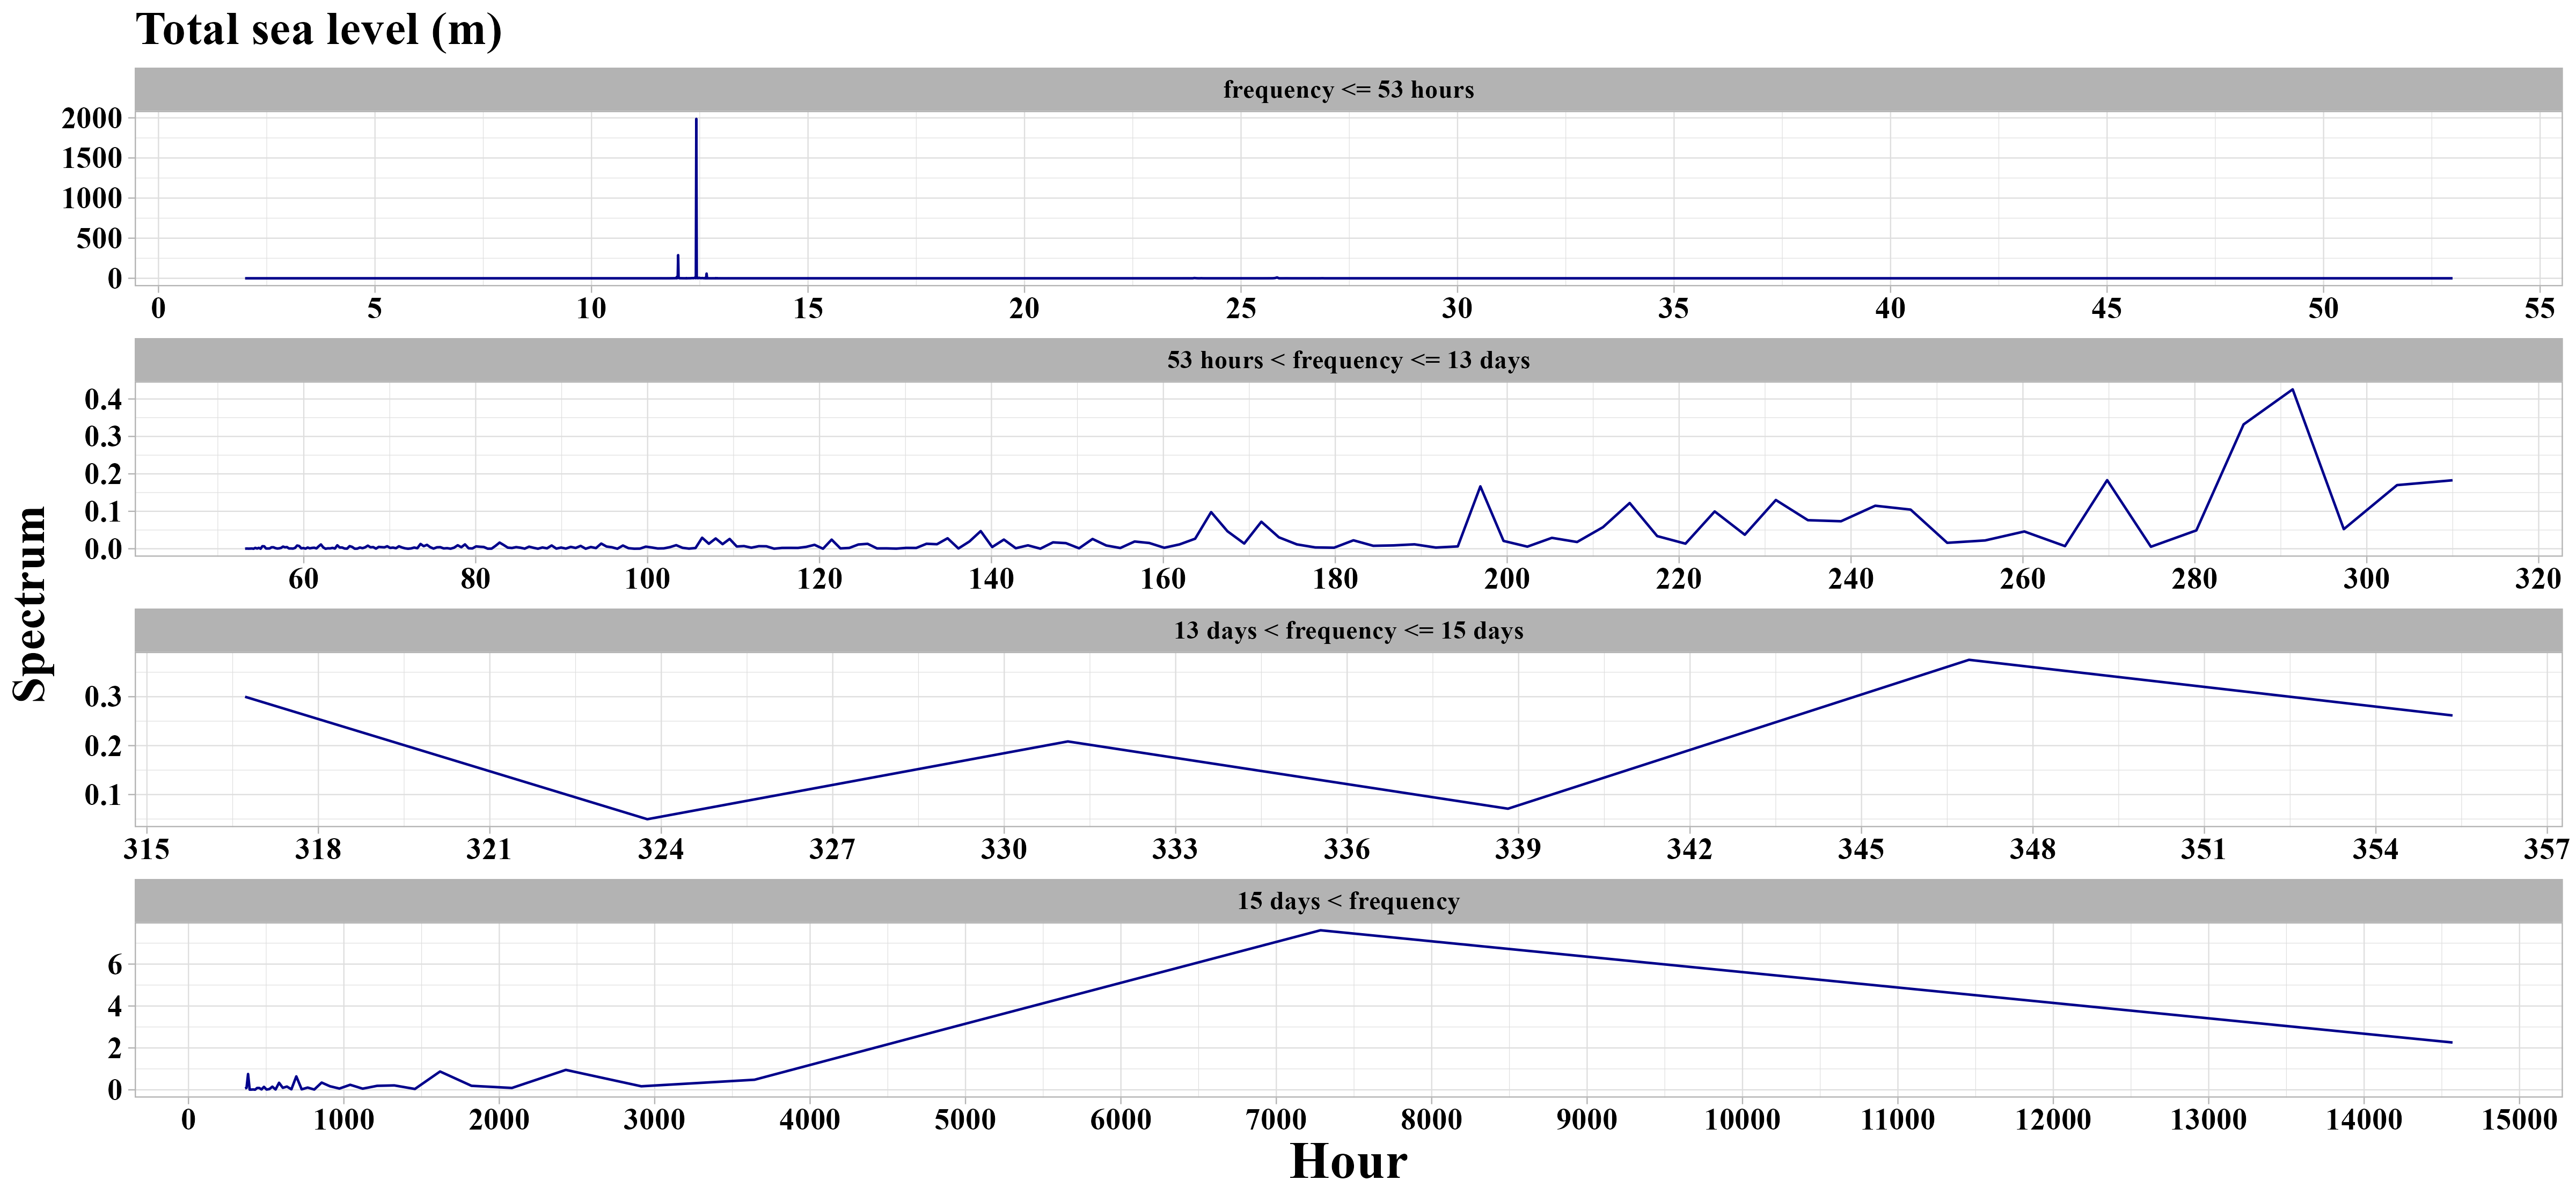 Total sea level (m)
frequency <= 53 hours
2000
1500
1000
500
0
0 5 10 15 20 25 30 35 40 45 50 55
53 hours < frequency <= 13 days
0.4
0.3
0.2
0.1
0.0
60 80 100 120 140 160 180 200 220 240 260 280 300 320
Spectrum
13 days < frequency <= 15 days
0.3
0.2
0.1
315 318 321 324 327 330 333 336 339 342 345 348 351 354 357
15 days < frequency
6
4
2
0
0 1000 2000 3000 4000 5000 6000 7000 8000 9000 10000 11000 12000 13000 14000 15000
Hour